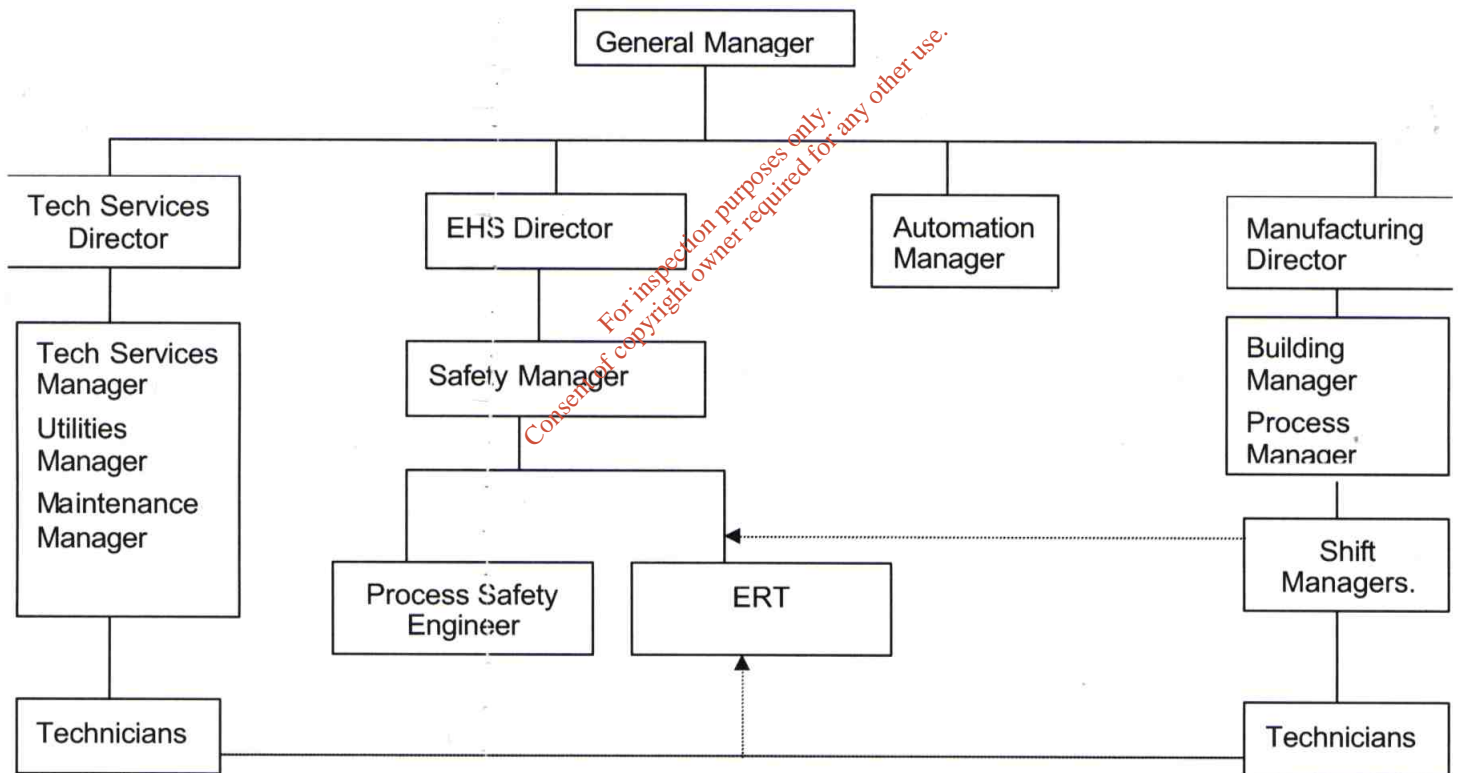 General Manager
For inspection purposes only.
Consent of copyright owner required for any other use.
Tech Services
Director
EHS Director
Automation
Manager
Manufacturing
Director
Tech Services
Manager
Utilities
Manager
Maintenance
Manager
Safety Manager
Building
Manager
Process
Manager
Process Safety
Engineer
ERT
Shift
Managers.
Technicians
Technicians